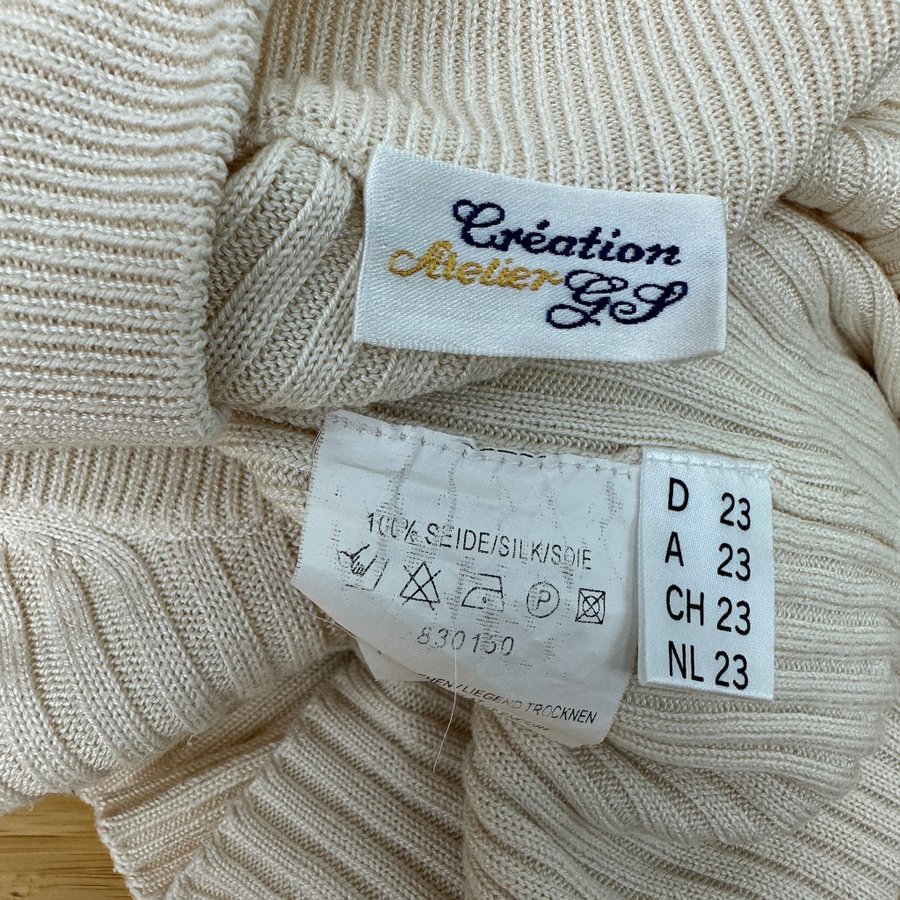 Création
Atelier GS
100% SEIDE/SILK/SOIE
P
830150
LIEGEND TROCKNEN
D 23
A 23
CH 23
NL 23